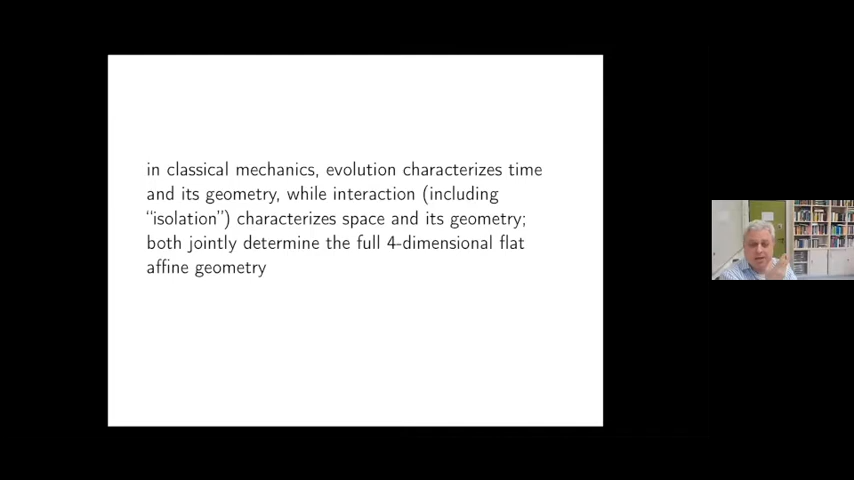 in classical mechanics, evolution characterizes time
and its geometry, while interaction (including
“isolation”) characterizes space and its geometry;
both jointly determine the full 4-dimensional flat
affine geometry